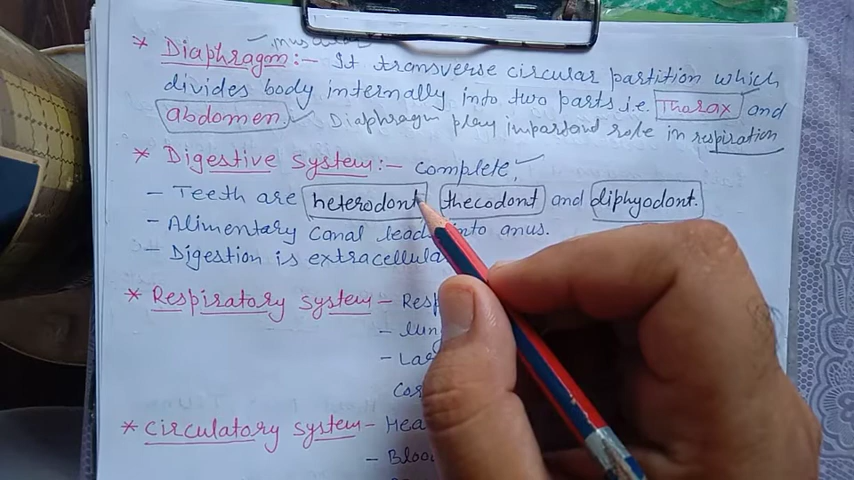 * Diaphragm :- It transverse circular partition which
divides body internally into two parts i.e. Thorax and
abdomen. Diaphragm play important role in respiration
* Digestive system :- complete.
- Teeth are heterodont thecodont and diphyodont.
- Alimentary canal leads into anus.
- Digestion is extracellula
* Respiratory system - Resp
- lung
- La
* Circulatory system - Hea
- Bloo